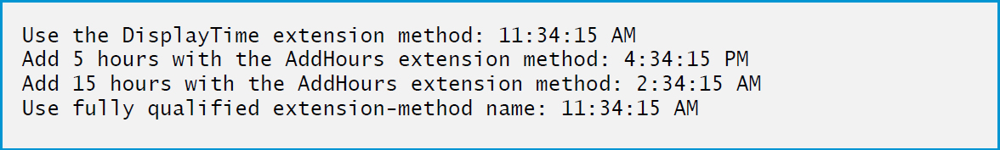 Use the DisplayTime extension method: 11:34:15 AM
Add 5 hours with the AddHours extension method: 4:34:15 PM
Add 15 hours with the AddHours extension method: 2:34:15 AM
Use fully qualified extension-method name: 11:34:15 AM